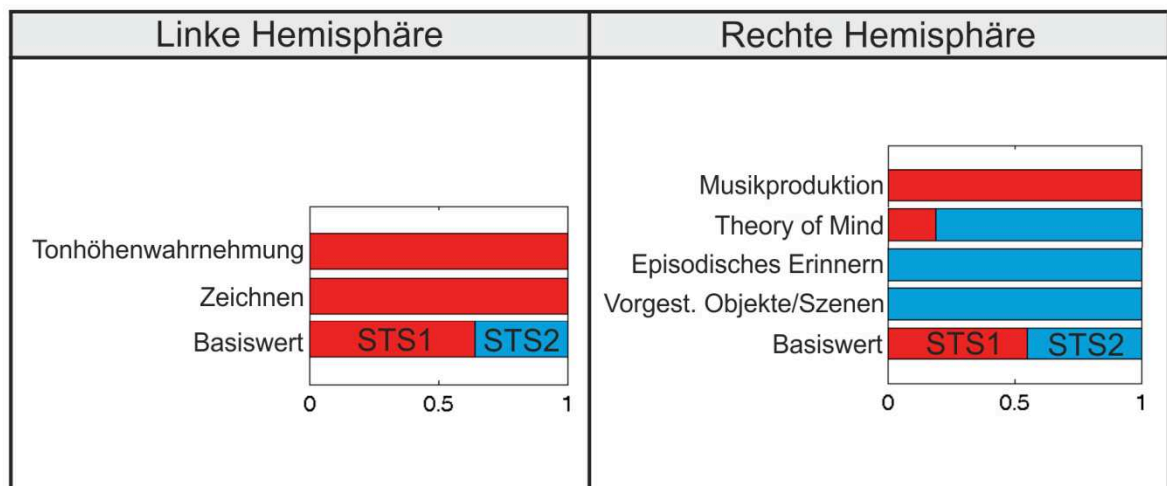 Linke Hemisphäre
Rechte Hemisphäre
Tonhöhenwahrnehmung
Zeichnen
Basiswert
STS1 STS2
0 0.5 1
Musikproduktion
Theory of Mind
Episodisches Erinnern
Vorgest. Objekte/Szenen
Basiswert
STS1 STS2
0 0.5 1